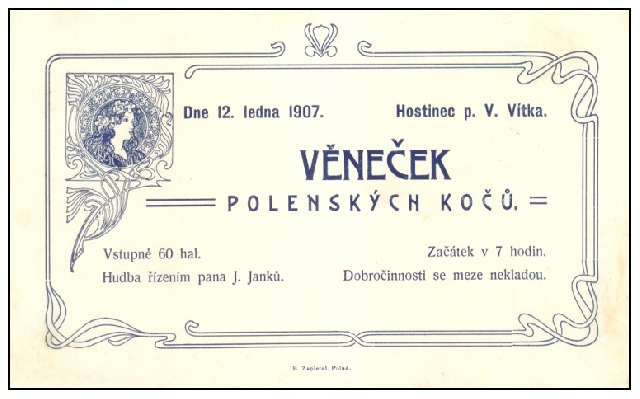 Dne 12. ledna 1907. Hostinec p. V. Vítka.
VĚNEČEK
POLENSKÝCH KOČŮ.
Vstupné 60 hal. Začátek v 7 hodin.
Hudba řízením pana J. Janků. Dobročinnosti se meze nekladou.